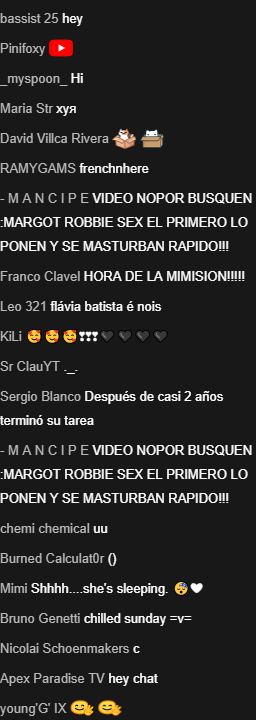 bassist 25 hey
Pinifoxy
_myspoon_ Hi
Maria Str хуя
David Villca Rivera
RAMYGAMS frenchnhere
- M A N C I P E VIDEO NOPOR BUSQUEN
:MARGOT ROBBIE SEX EL PRIMERO LO
PONEN Y SE MASTURBAN RAPIDO!!!
Franco Clavel HORA DE LA MIMISION!!!!!
Leo 321 flávia batista é nois
KiLi 🥰 🥰 🥰❣❣❣🖤 🖤 🖤 🖤
Sr ClauYT ._.
Sergio Blanco Después de casi 2 años
terminó su tarea
- M A N C I P E VIDEO NOPOR BUSQUEN
:MARGOT ROBBIE SEX EL PRIMERO LO
PONEN Y SE MASTURBAN RAPIDO!!!
chemi chemical uu
Burned Calculat0r ()
Mimi Shhhh....she's sleeping. 😴🤍
Bruno Genetti chilled sunday =v=
Nicolai Schoenmakers c
Apex Paradise TV hey chat
young'G' IX